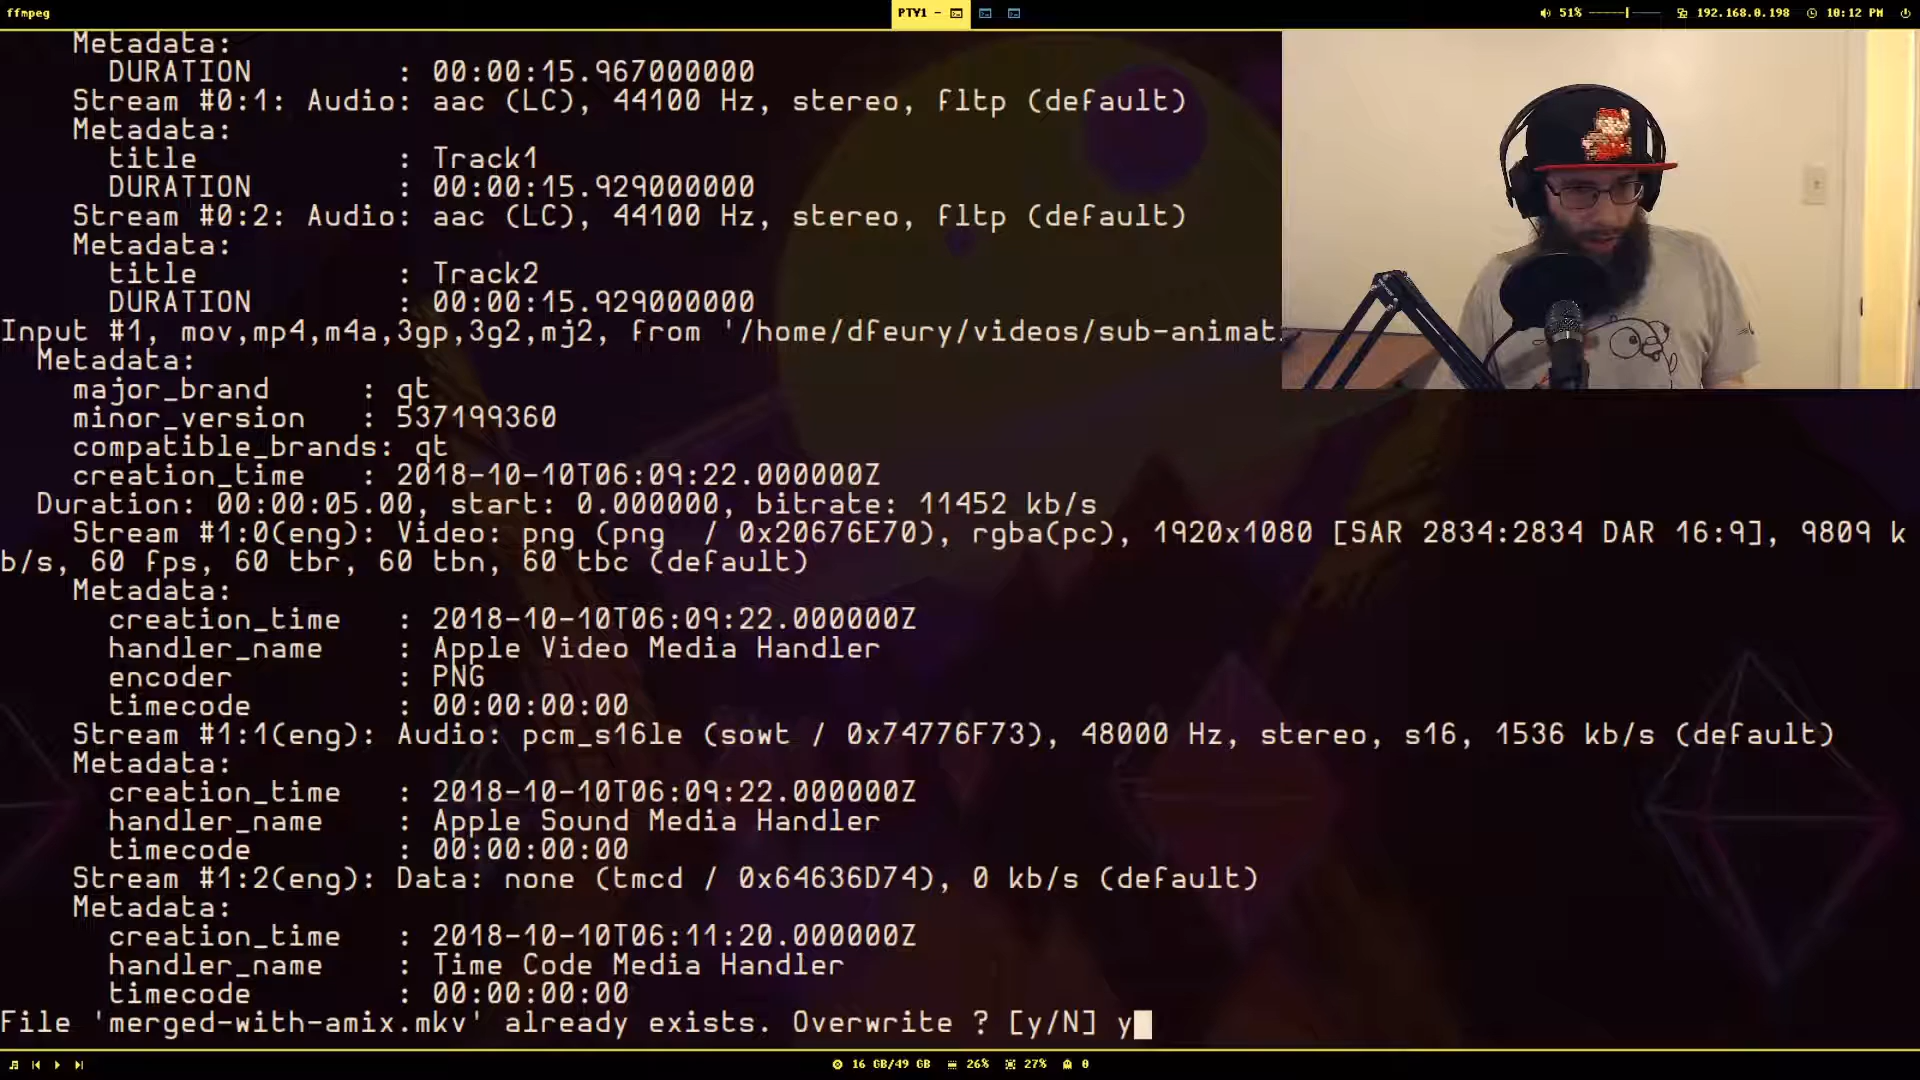 ffmpeg
PTY1 -
51%
192.168.0.198
10:12 PM
Metadata:
DURATION : 00:00:15.967000000
Stream #0:1: Audio: aac (LC), 44100 Hz, stereo, fltp (default)
Metadata:
title : Track1
DURATION : 00:00:15.929000000
Stream #0:2: Audio: aac (LC), 44100 Hz, stereo, fltp (default)
Metadata:
title : Track2
DURATION : 00:00:15.929000000
Input #1, mov,mp4,m4a,3gp,3g2,mj2, from '/home/dfeury/videos/sub-animat
Metadata:
major_brand : qt
minor_version : 537199360
compatible_brands: qt
creation_time : 2018-10-10T06:09:22.000000Z
Duration: 00:00:05.00, start: 0.000000, bitrate: 11452 kb/s
Stream #1:0(eng): Video: png (png / 0x20676E70), rgba(pc), 1920x1080 [SAR 2834:2834 DAR 16:9], 9809 k
b/s, 60 fps, 60 tbr, 60 tbn, 60 tbc (default)
Metadata:
creation_time : 2018-10-10T06:09:22.000000Z
handler_name : Apple Video Media Handler
encoder : PNG
timecode : 00:00:00:00
Stream #1:1(eng): Audio: pcm_s16le (sowt / 0x74776F73), 48000 Hz, stereo, s16, 1536 kb/s (default)
Metadata:
creation_time : 2018-10-10T06:09:22.000000Z
handler_name : Apple Sound Media Handler
timecode : 00:00:00:00
Stream #1:2(eng): Data: none (tmcd / 0x64636D74), 0 kb/s (default)
Metadata:
creation_time : 2018-10-10T06:11:20.000000Z
handler_name : Time Code Media Handler
timecode : 00:00:00:00
File 'merged-with-amix.mkv' already exists. Overwrite ? [y/N] y
16 GB/49 GB
26%
27%
0